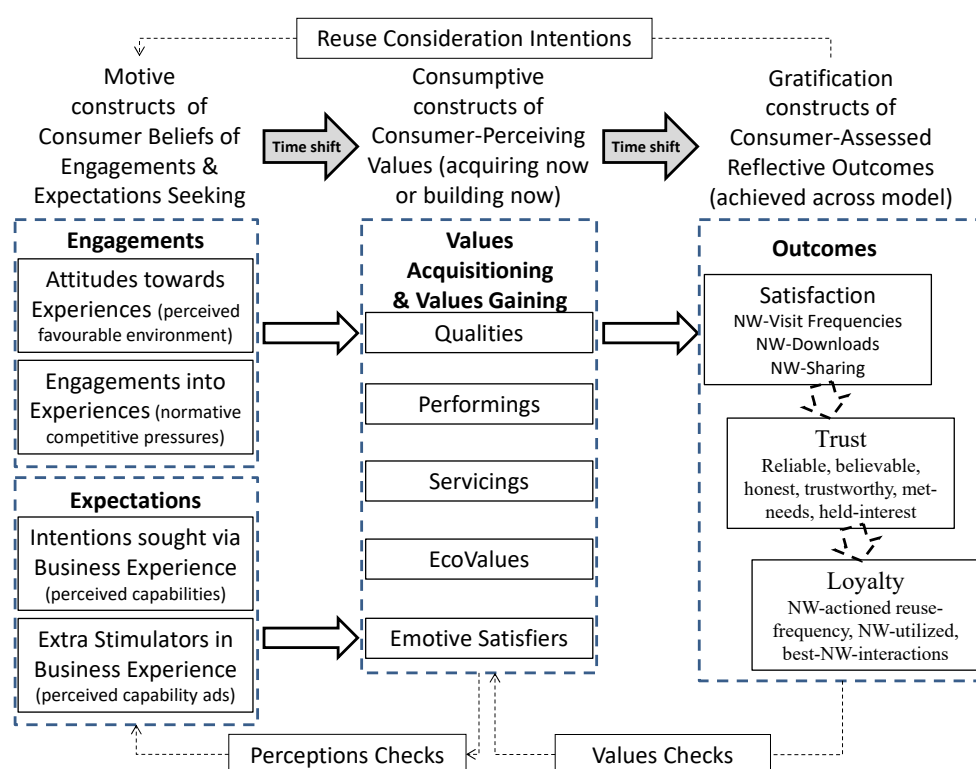 Reuse Consideration Intentions
Motive
constructs of
Consumer Beliefs of
Engagements &
Expectations Seeking
Time shift
Consumptive
constructs of
Consumer-Perceiving
Values (acquiring now
or building now)
Time shift
Gratification
constructs of
Consumer-Assessed
Reflective Outcomes
(achieved across model)
Engagements
Attitudes towards
Experiences (perceived
favourable environment)
Engagements into
Experiences (normative
competitive pressures)
Expectations
Intentions sought via
Business Experience
(perceived capabilities)
Extra Stimulators in
Business Experience
(perceived capability ads)
Values
Acquisitioning
& Values Gaining
Qualities
Performings
Servicings
EcoValues
Emotive Satisfiers
Outcomes
Satisfaction
NW-Visit Frequencies
NW-Downloads
NW-Sharing
Trust
Reliable, believable,
honest, trustworthy, met-
needs, held-interest
Loyalty
NW-actioned reuse-
frequency, NW-utilized,
best-NW-interactions
Perceptions Checks
Values Checks